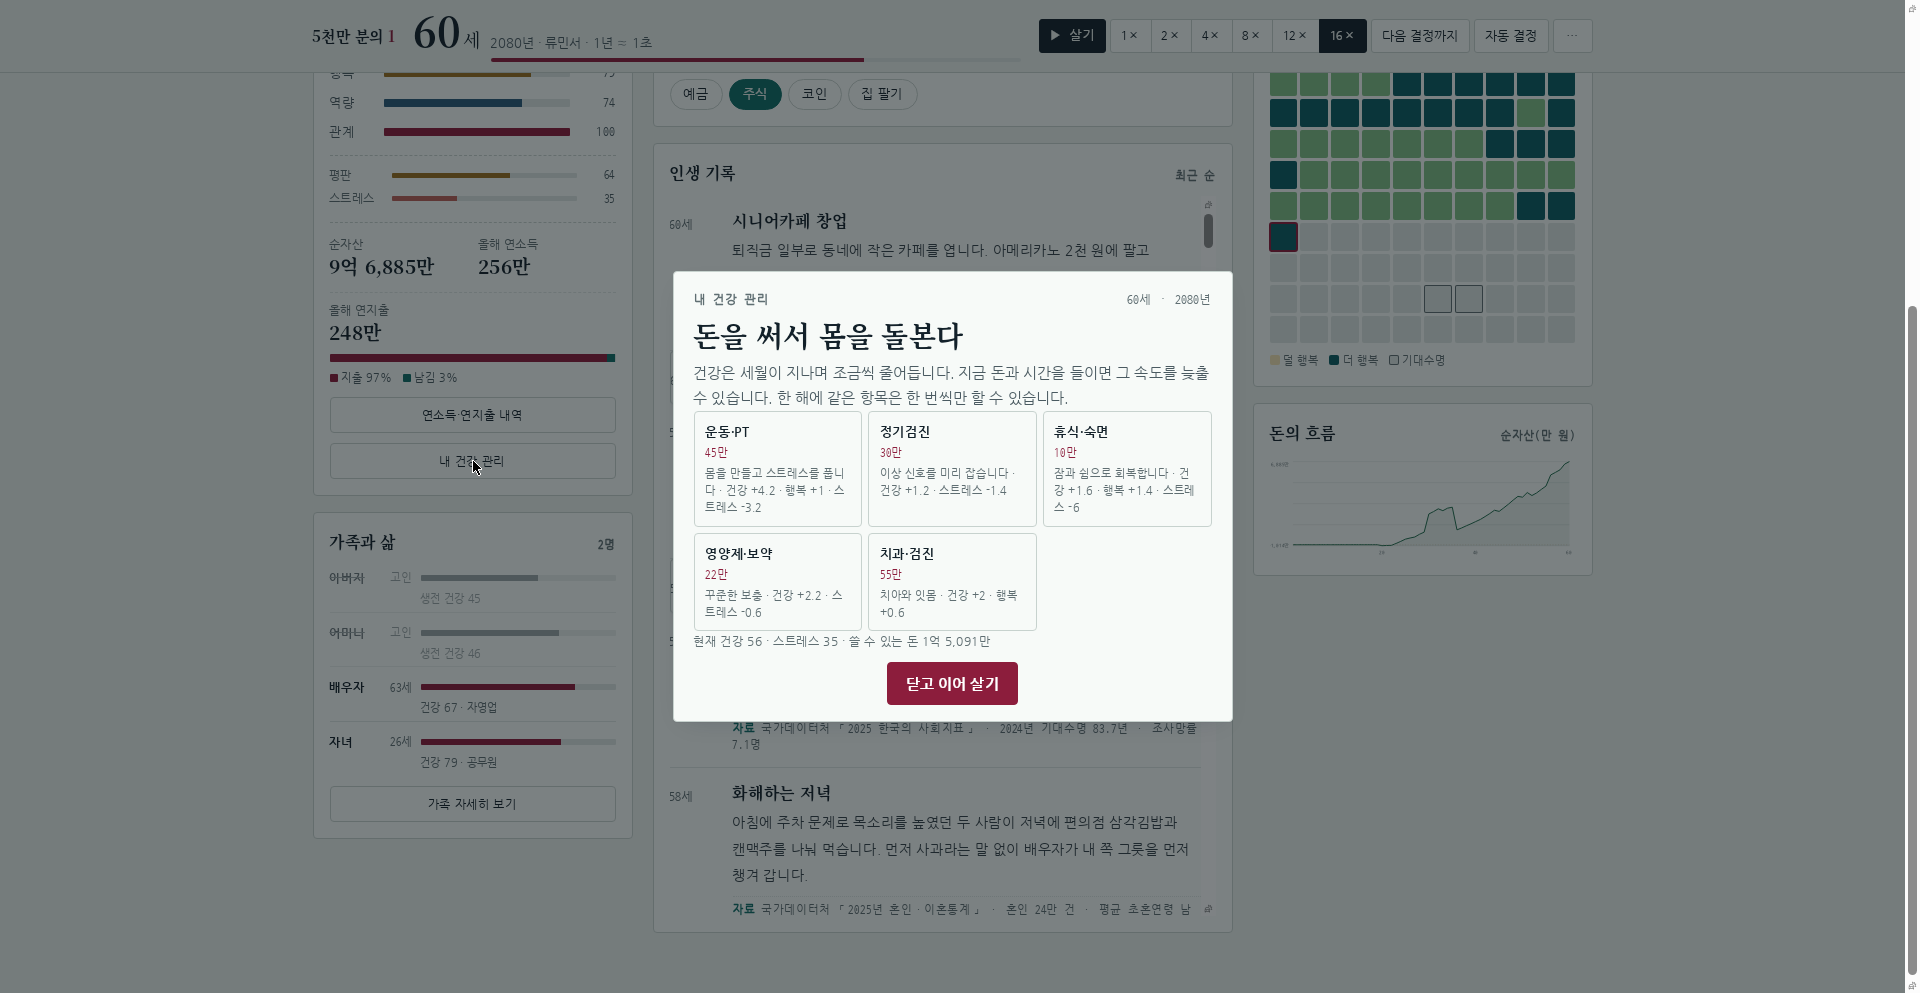 5천만 분의 1
60세
2080년 · 류민서 · 1년 ≈ 1초
▶ 살기
1×
2×
4×
8×
12×
16×
다음 결정까지
자동 결정
···
역량 74
관계 100
평판 64
스트레스 35
순자산 올해 연소득
9억 6,885만 256만
올해 연지출
248만
지출 97% 남김 3%
연소득·연지출 내역
내 건강 관리
가족과 삶 2명
아버지 고인
생전 건강 45
어머니 고인
생전 건강 46
배우자 63세
건강 67 · 자영업
자녀 26세
건강 79 · 공무원
가족 자세히 보기
예금 주식 코인 집 팔기
인생 기록 최근 순
60세 시니어카페 창업
퇴직금 일부로 동네에 작은 카페를 엽니다. 아메리카노 2천 원에 팔고
내 건강 관리 60세 · 2080년
돈을 써서 몸을 돌본다
건강은 세월이 지나며 조금씩 줄어듭니다. 지금 돈과 시간을 들이면 그 속도를 늦출
수 있습니다. 한 해에 같은 항목은 한 번씩만 할 수 있습니다.
운동·PT
45만
몸을 만들고 스트레스를 풉니
다 · 건강 +4.2 · 행복 +1 · 스
트레스 -3.2
정기검진
30만
이상 신호를 미리 잡습니다 ·
건강 +1.2 · 스트레스 -1.4
휴식·숙면
10만
잠과 쉼으로 회복합니다 · 건
강 +1.6 · 행복 +1.4 · 스트레
스 -6
영양제·보약
22만
꾸준한 보충 · 건강 +2.2 · 스
트레스 -0.6
치과·검진
55만
치아와 잇몸 · 건강 +2 · 행복
+0.6
현재 건강 56 · 스트레스 35 · 쓸 수 있는 돈 1억 5,091만
닫고 이어 살기
자료 국가데이터처 「2025 한국의 사회지표」 · 2024년 기대수명 83.7년 · 조사망률
7.1명
58세 화해하는 저녁
아침에 주차 문제로 목소리를 높였던 두 사람이 저녁에 편의점 삼각김밥과
캔맥주를 나눠 먹습니다. 먼저 사과라는 말 없이 배우자가 내 쪽 그릇을 먼저
챙겨 갑니다.
자료 국가데이터처 「2025년 혼인·이혼통계」 · 혼인 24만 건 · 평균 초혼연령 남
덜 행복 더 행복 기대수명
돈의 흐름 순자산(만 원)